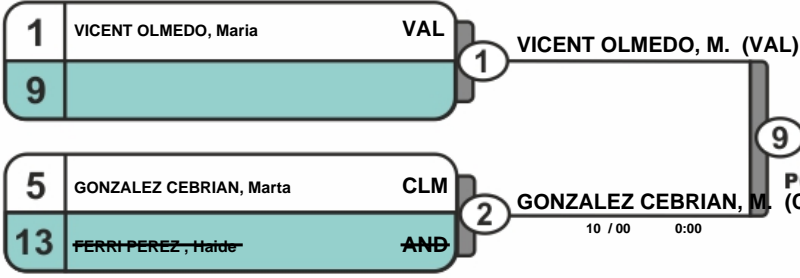 1 VICENT OLMEDO, Maria VAL
9
1
VICENT OLMEDO, M. (VAL)
9
5 GONZALEZ CEBRIAN, Marta CLM
13 FERRI PEREZ , Haide AND
2
GONZALEZ CEBRIAN, M. (C
10 / 00 0:00